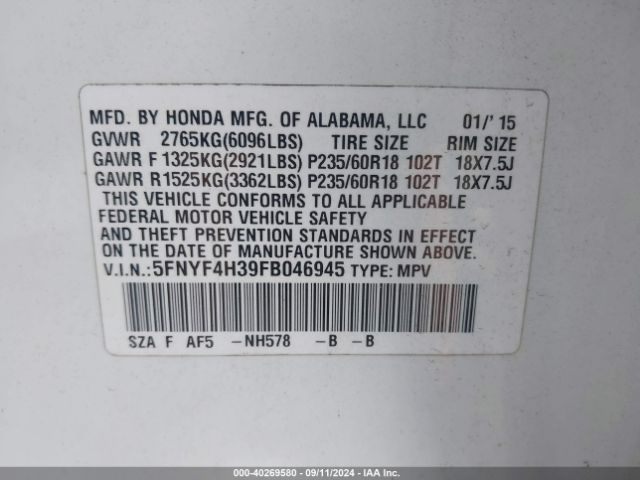 MFD. BY HONDA MFG. OF ALABAMA, LLC 01/'15
GVWR 2765KG(6096LBS) TIRE SIZE RIM SIZE
GAWR F 1325KG(2921LBS) P235/60R18 102T 18X7.5J
GAWR R1525KG(3362LBS) P235/60R18 102T 18X7.5J
THIS VEHICLE CONFORMS TO ALL APPLICABLE
FEDERAL MOTOR VEHICLE SAFETY
AND THEFT PREVENTION STANDARDS IN EFFECT
ON THE DATE OF MANUFACTURE SHOWN ABOVE.
V.I.N.:5FNYF4H39FB046945 TYPE: MPV
SZA F AF5 -NH578 -B -B
000-40269580 - 09/11/2024 - IAAI.COM